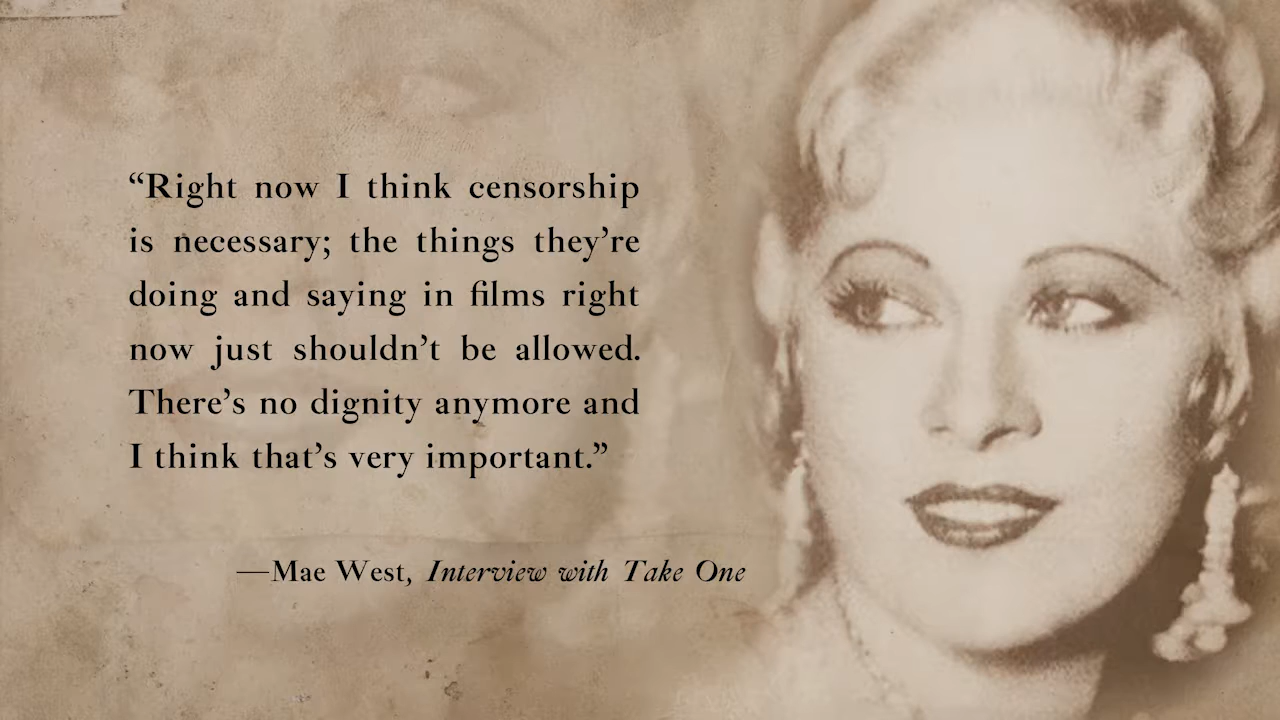 “Right now I think censorship
is necessary; the things they’re
doing and saying in films right
now just shouldn’t be allowed.
There’s no dignity anymore and
I think that’s very important.”
—Mae West, Interview with Take One